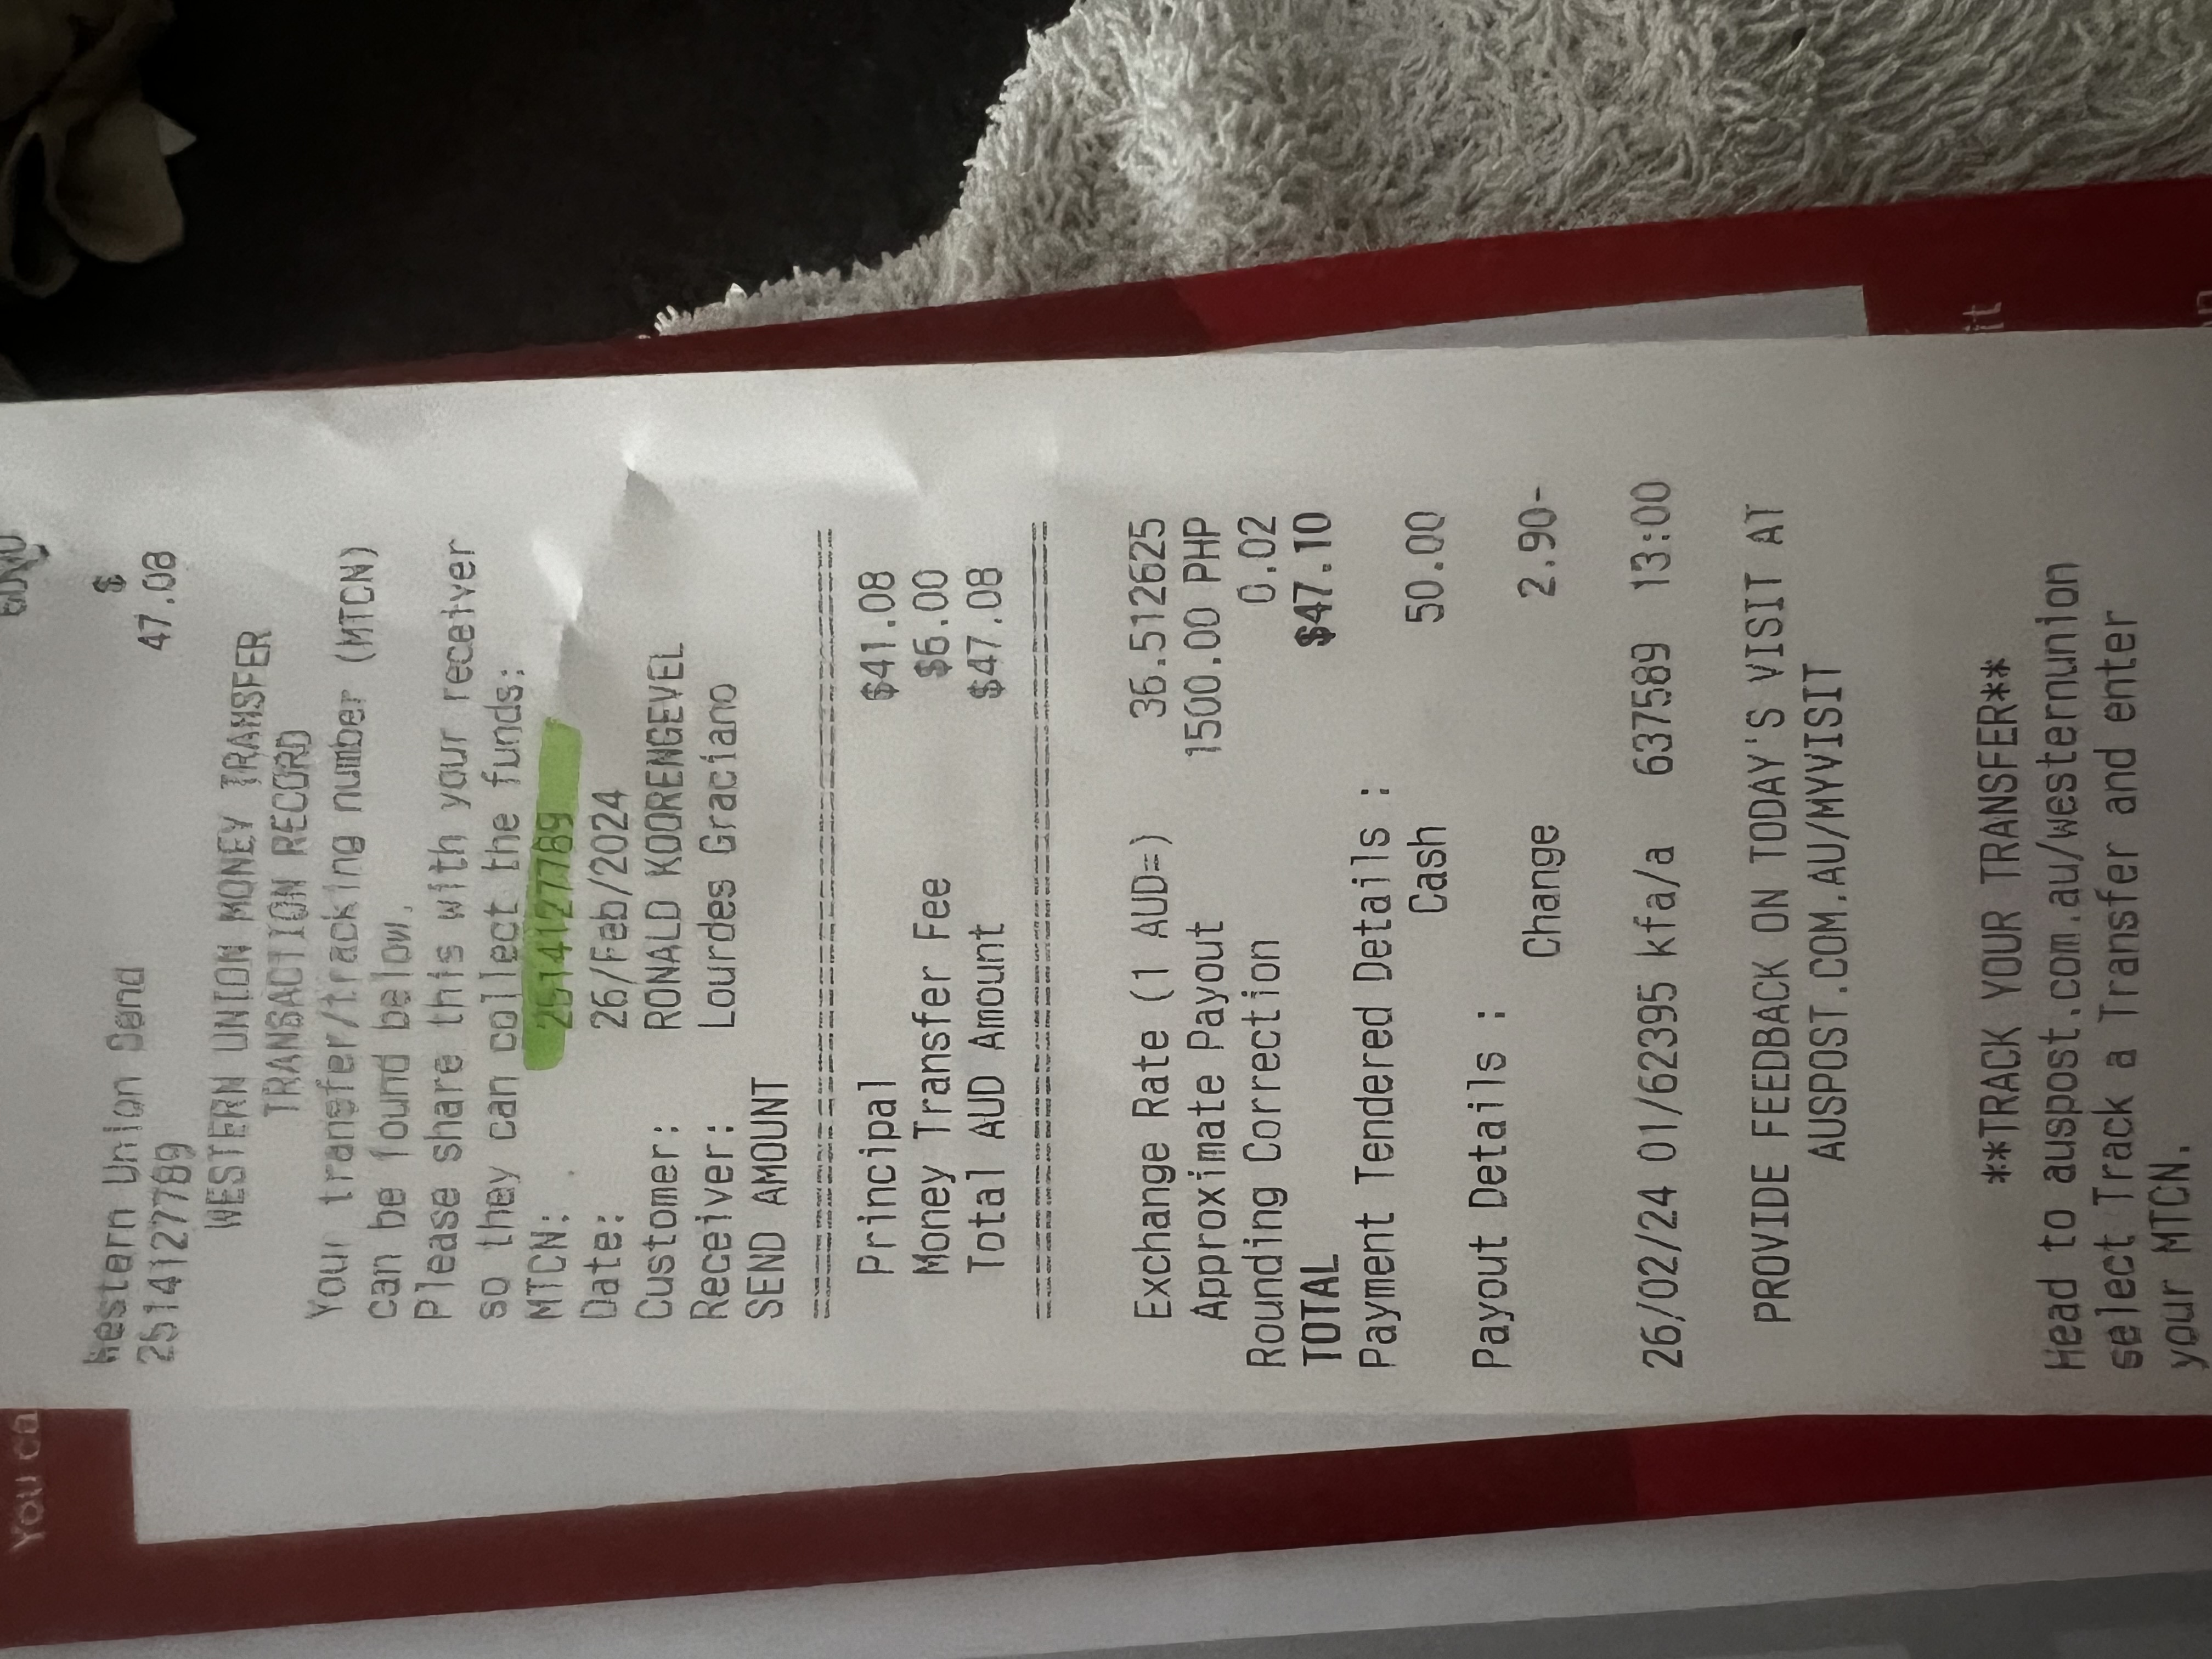 $
Western Union Send
2514127789 47.08
WESTERN UNION MONEY TRANSFER
TRANSACTION RECORD
Your transfer/tracking number (MTCN)
can be found below.
Please share this with your receiver
so they can collect the funds:
MTCN: 2514127789
Date: 26/Feb/2024
Customer: RONALD KOORENGEVEL
Receiver: Lourdes Graciano
SEND AMOUNT
Principal $41.08
Money Transfer Fee $6.00
Total AUD Amount $47.08
Exchange Rate (1 AUD=) 36.512625
Approximate Payout 1500.00 PHP
Rounding Correction 0.02
TOTAL $47.10
Payment Tendered Details :
Cash 50.00
Payout Details :
Change 2.90-
26/02/24 01/62395 kfa/a 637589 13:00
PROVIDE FEEDBACK ON TODAY'S VISIT AT
AUSPOST.COM.AU/MYVISIT
**TRACK YOUR TRANSFER**
Head to auspost.com.au/westernunion
select Track a Transfer and enter
your MTCN.
You ca
it